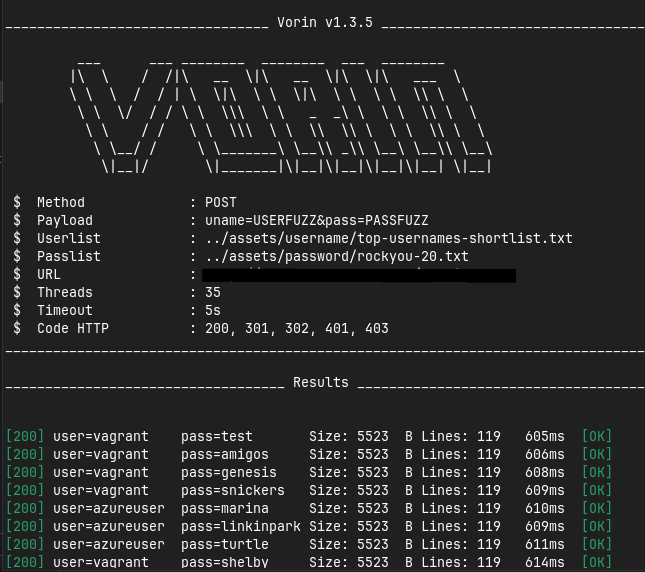 Vorin v1.3.5
$ Method : POST
$ Payload : uname=USERFUZZ&pass=PASSFUZZ
$ Userlist : ../assets/username/top-usernames-shortlist.txt
$ Passlist : ../assets/password/rockyou-20.txt
$ URL :
$ Threads : 35
$ Timeout : 5s
$ Code HTTP : 200, 301, 302, 401, 403
Results
[200] user=vagrant pass=test Size: 5523 B Lines: 119 605ms [OK]
[200] user=vagrant pass=amigos Size: 5523 B Lines: 119 606ms [OK]
[200] user=vagrant pass=genesis Size: 5523 B Lines: 119 608ms [OK]
[200] user=vagrant pass=snickers Size: 5523 B Lines: 119 609ms [OK]
[200] user=azureuser pass=marina Size: 5523 B Lines: 119 610ms [OK]
[200] user=azureuser pass=linkinpark Size: 5523 B Lines: 119 609ms [OK]
[200] user=azureuser pass=turtle Size: 5523 B Lines: 119 611ms [OK]
[200] user=vagrant pass=shelby Size: 5523 B Lines: 119 614ms [OK]